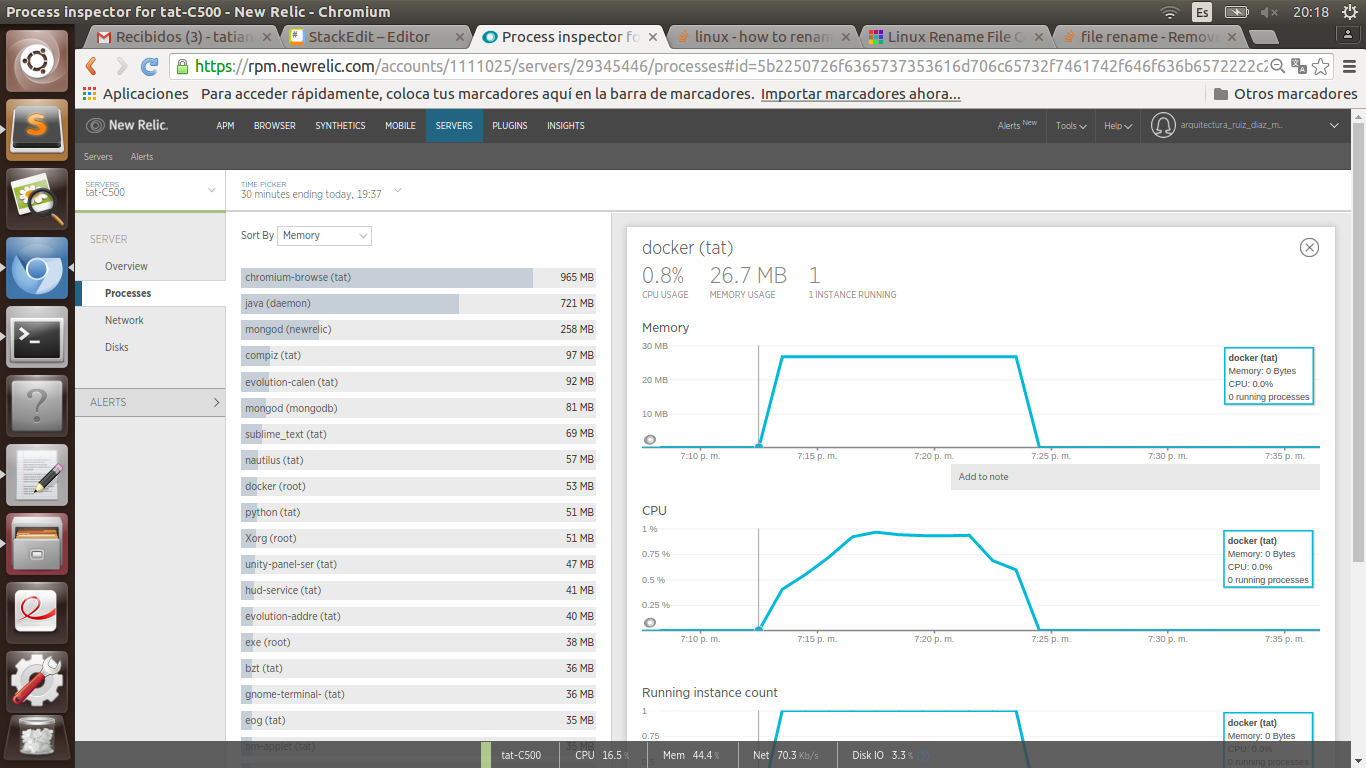 Process inspector for tat-C500 - New Relic - Chromium
Es
20:18
Recibidos (3) - tatian
StackEdit – Editor
Process inspector fo
linux - how to renam
Linux Rename File C
file rename - Remov
https://rpm.newrelic.com/accounts/1111025/servers/29345446/processes#id=5b2250726f6365737353616d706c65732f7461742f646f636b6572222c2
Aplicaciones
Para acceder rápidamente, coloca tus marcadores aquí en la barra de marcadores. Importar marcadores ahora...
Otros marcadores
New Relic.
APM
BROWSER
SYNTHETICS
MOBILE
SERVERS
PLUGINS
INSIGHTS
Alerts New
Tools
Help
arquitectura_ruiz_diaz_m..
Servers
Alerts
SERVERS
tat-C500
TIME PICKER
30 minutes ending today, 19:37
SERVER
Overview
Processes
Network
Disks
ALERTS
Sort By Memory
chromium-browse (tat) 965 MB
java (daemon) 721 MB
mongod (newrelic) 258 MB
compiz (tat) 97 MB
evolution-calen (tat) 92 MB
mongod (mongodb) 81 MB
sublime_text (tat) 69 MB
nautilus (tat) 57 MB
docker (root) 53 MB
python (tat) 51 MB
Xorg (root) 51 MB
unity-panel-ser (tat) 47 MB
hud-service (tat) 41 MB
evolution-addre (tat) 40 MB
exe (root) 38 MB
bzt (tat) 36 MB
gnome-terminal- (tat) 36 MB
eog (tat) 35 MB
nm-applet (tat) 35 MB
docker (tat)
0.8% 26.7 MB 1
CPU USAGE MEMORY USAGE 1 INSTANCE RUNNING
Memory
30 MB
20 MB
10 MB
docker (tat)
Memory: 0 Bytes
CPU: 0.0%
0 running processes
7:10 p. m. 7:15 p. m. 7:20 p. m. 7:25 p. m. 7:30 p. m. 7:35 p. m.
Add to note
CPU
1 %
0.75 %
0.5 %
0.25 %
docker (tat)
Memory: 0 Bytes
CPU: 0.0%
0 running processes
7:10 p. m. 7:15 p. m. 7:20 p. m. 7:25 p. m. 7:30 p. m. 7:35 p. m.
Running instance count
1
0.5
docker (tat)
Memory: 0 Bytes
CPU: 0.0%
0 running processes
tat-C500
CPU 16.5 %
Mem 44.4 %
Net 70.3 Kb/s
Disk IO 3.3 %